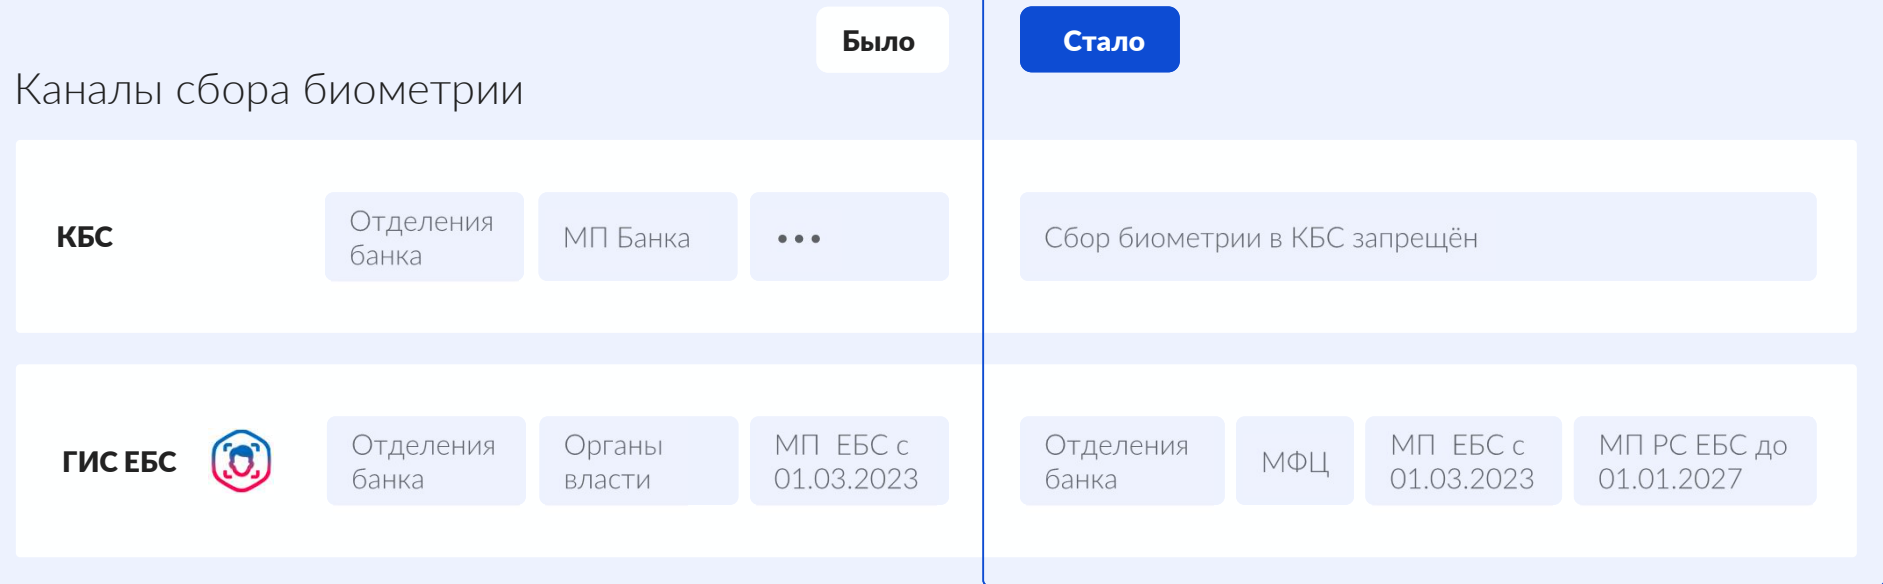 Было
Стало
Каналы сбора биометрии
КБС
Отделения
банка
МП Банка
•••
Сбор биометрии в КБС запрещён
ГИС ЕБС
Отделения
банка
Органы
власти
МП ЕБС с
01.03.2023
Отделения
банка
МФЦ
МП ЕБС с
01.03.2023
МП РС ЕБС до
01.01.2027